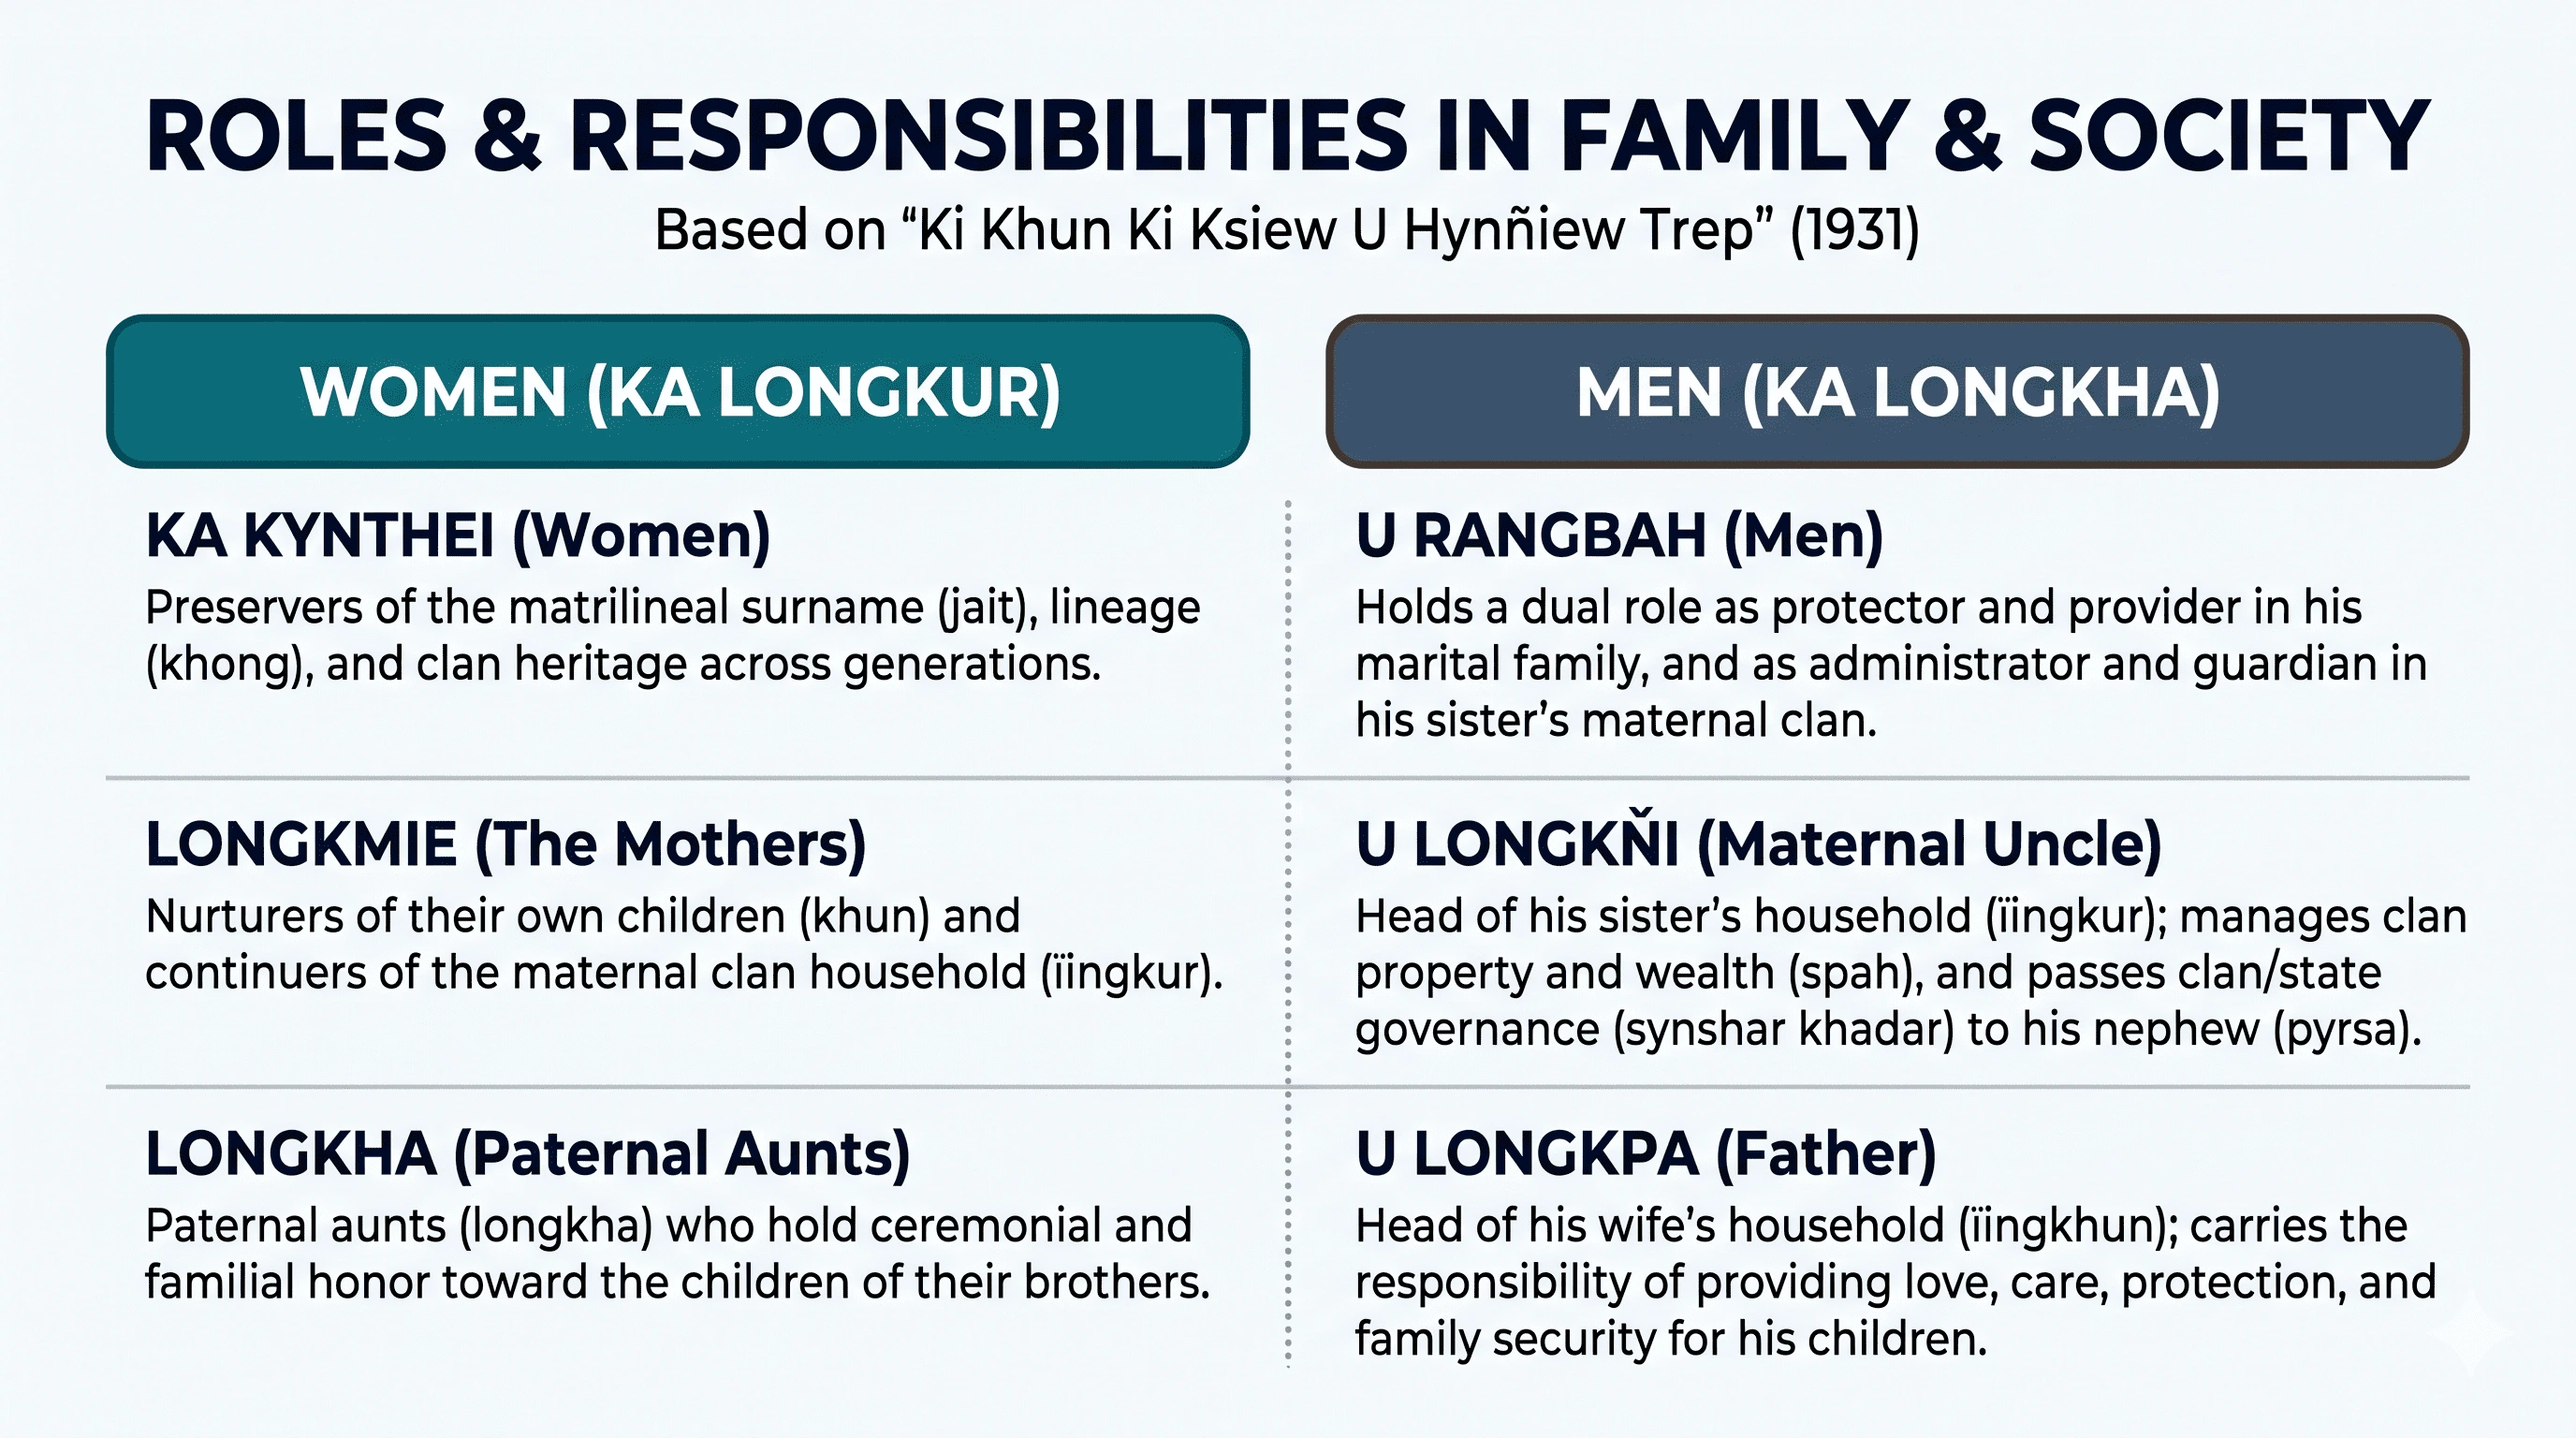 ROLES & RESPONSIBILITIES IN FAMILY & SOCIETY
Based on “Ki Khun Ki Ksiew U Hynñiew Trep” (1931)
WOMEN (KA LONGKUR)
KA KYNTHEI (Women)
Preservers of the matrilineal surname (jait), lineage
(khong), and clan heritage across generations.
LONGKMIE (The Mothers)
Nurturers of their own children (khun) and
continuers of the maternal clan household (ïingkur).
LONGKHA (Paternal Aunts)
Paternal aunts (longkha) who hold ceremonial and
familial honor toward the children of their brothers.
MEN (KA LONGKHA)
U RANGBAH (Men)
Holds a dual role as protector and provider in his
marital family, and as administrator and guardian in
his sister’s maternal clan.
U LONGKŇI (Maternal Uncle)
Head of his sister’s household (ïingkur); manages clan
property and wealth (spah), and passes clan/state
governance (synshar khadar) to his nephew (pyrsa).
U LONGKPA (Father)
Head of his wife’s household (ïingkhun); carries the
responsibility of providing love, care, protection, and
family security for his children.